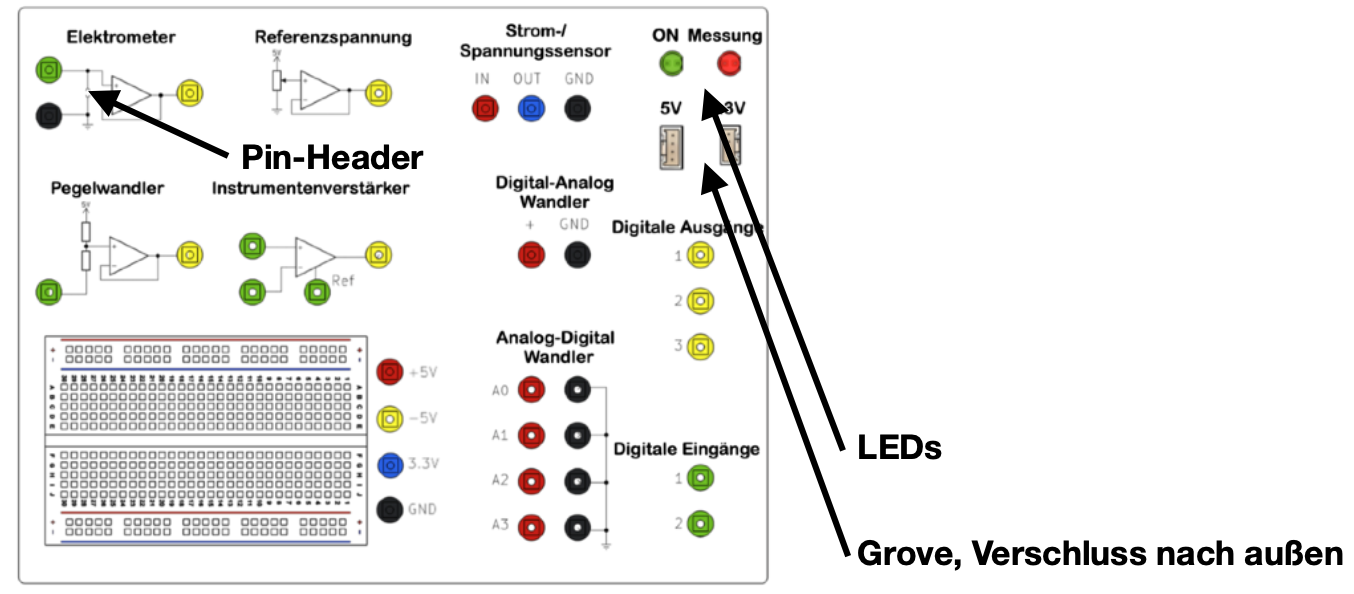 Elektrometer
Referenzspannung
Strom-/
Spannungssensor
ON Messung
5V
IN OUT GND
5V
Pin-Header
Pegelwandler
Instrumentenverstärker
Digital-Analog
Wandler
+ GND
Digitale Ausgänge
5V
Ref
1
2
3
Analog-Digital
Wandler
+5V
-5V
3.3V
GND
A0
A1
A2
A3
Digitale Eingänge
1
2
LEDs
Grove, Verschluss nach außen